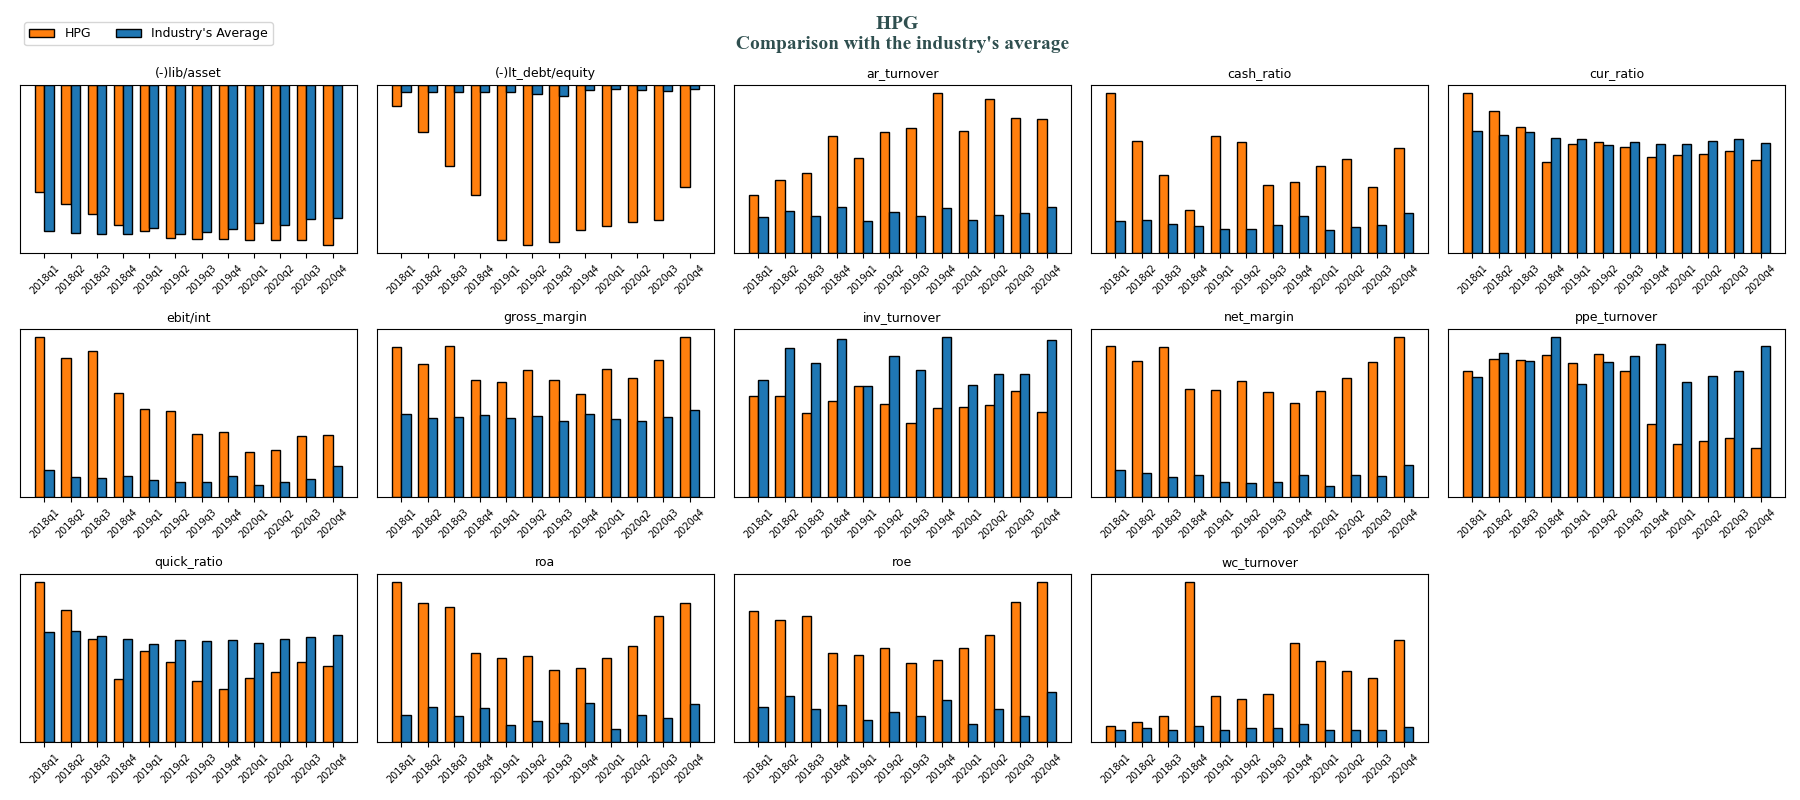 HPG
Comparison with the industry's average
HPG Industry's Average
(-)lib/asset
2018q1 2018q2 2018q3 2018q4 2019q1 2019q2 2019q3 2019q4 2020q1 2020q2 2020q3 2020q4
(-)lt_debt/equity
2018q1 2018q2 2018q3 2018q4 2019q1 2019q2 2019q3 2019q4 2020q1 2020q2 2020q3 2020q4
ar_turnover
2018q1 2018q2 2018q3 2018q4 2019q1 2019q2 2019q3 2019q4 2020q1 2020q2 2020q3 2020q4
cash_ratio
2018q1 2018q2 2018q3 2018q4 2019q1 2019q2 2019q3 2019q4 2020q1 2020q2 2020q3 2020q4
cur_ratio
2018q1 2018q2 2018q3 2018q4 2019q1 2019q2 2019q3 2019q4 2020q1 2020q2 2020q3 2020q4
ebit/int
2018q1 2018q2 2018q3 2018q4 2019q1 2019q2 2019q3 2019q4 2020q1 2020q2 2020q3 2020q4
gross_margin
2018q1 2018q2 2018q3 2018q4 2019q1 2019q2 2019q3 2019q4 2020q1 2020q2 2020q3 2020q4
inv_turnover
2018q1 2018q2 2018q3 2018q4 2019q1 2019q2 2019q3 2019q4 2020q1 2020q2 2020q3 2020q4
net_margin
2018q1 2018q2 2018q3 2018q4 2019q1 2019q2 2019q3 2019q4 2020q1 2020q2 2020q3 2020q4
ppe_turnover
2018q1 2018q2 2018q3 2018q4 2019q1 2019q2 2019q3 2019q4 2020q1 2020q2 2020q3 2020q4
quick_ratio
2018q1 2018q2 2018q3 2018q4 2019q1 2019q2 2019q3 2019q4 2020q1 2020q2 2020q3 2020q4
roa
2018q1 2018q2 2018q3 2018q4 2019q1 2019q2 2019q3 2019q4 2020q1 2020q2 2020q3 2020q4
roe
2018q1 2018q2 2018q3 2018q4 2019q1 2019q2 2019q3 2019q4 2020q1 2020q2 2020q3 2020q4
wc_turnover
2018q1 2018q2 2018q3 2018q4 2019q1 2019q2 2019q3 2019q4 2020q1 2020q2 2020q3 2020q4